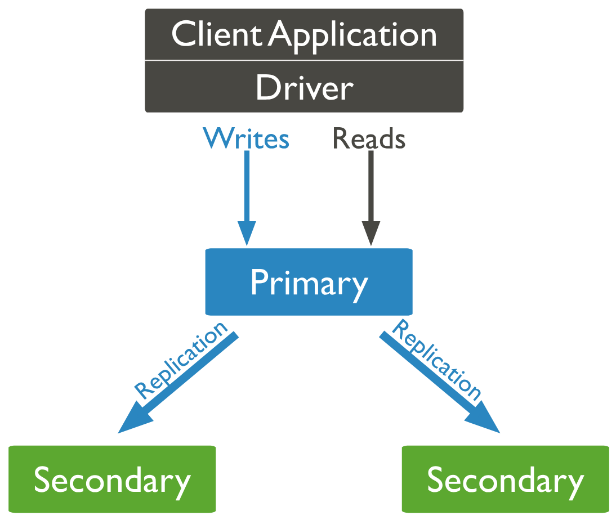 Client Application
Driver
Writes
Reads
Primary
Replication
Replication
Secondary
Secondary